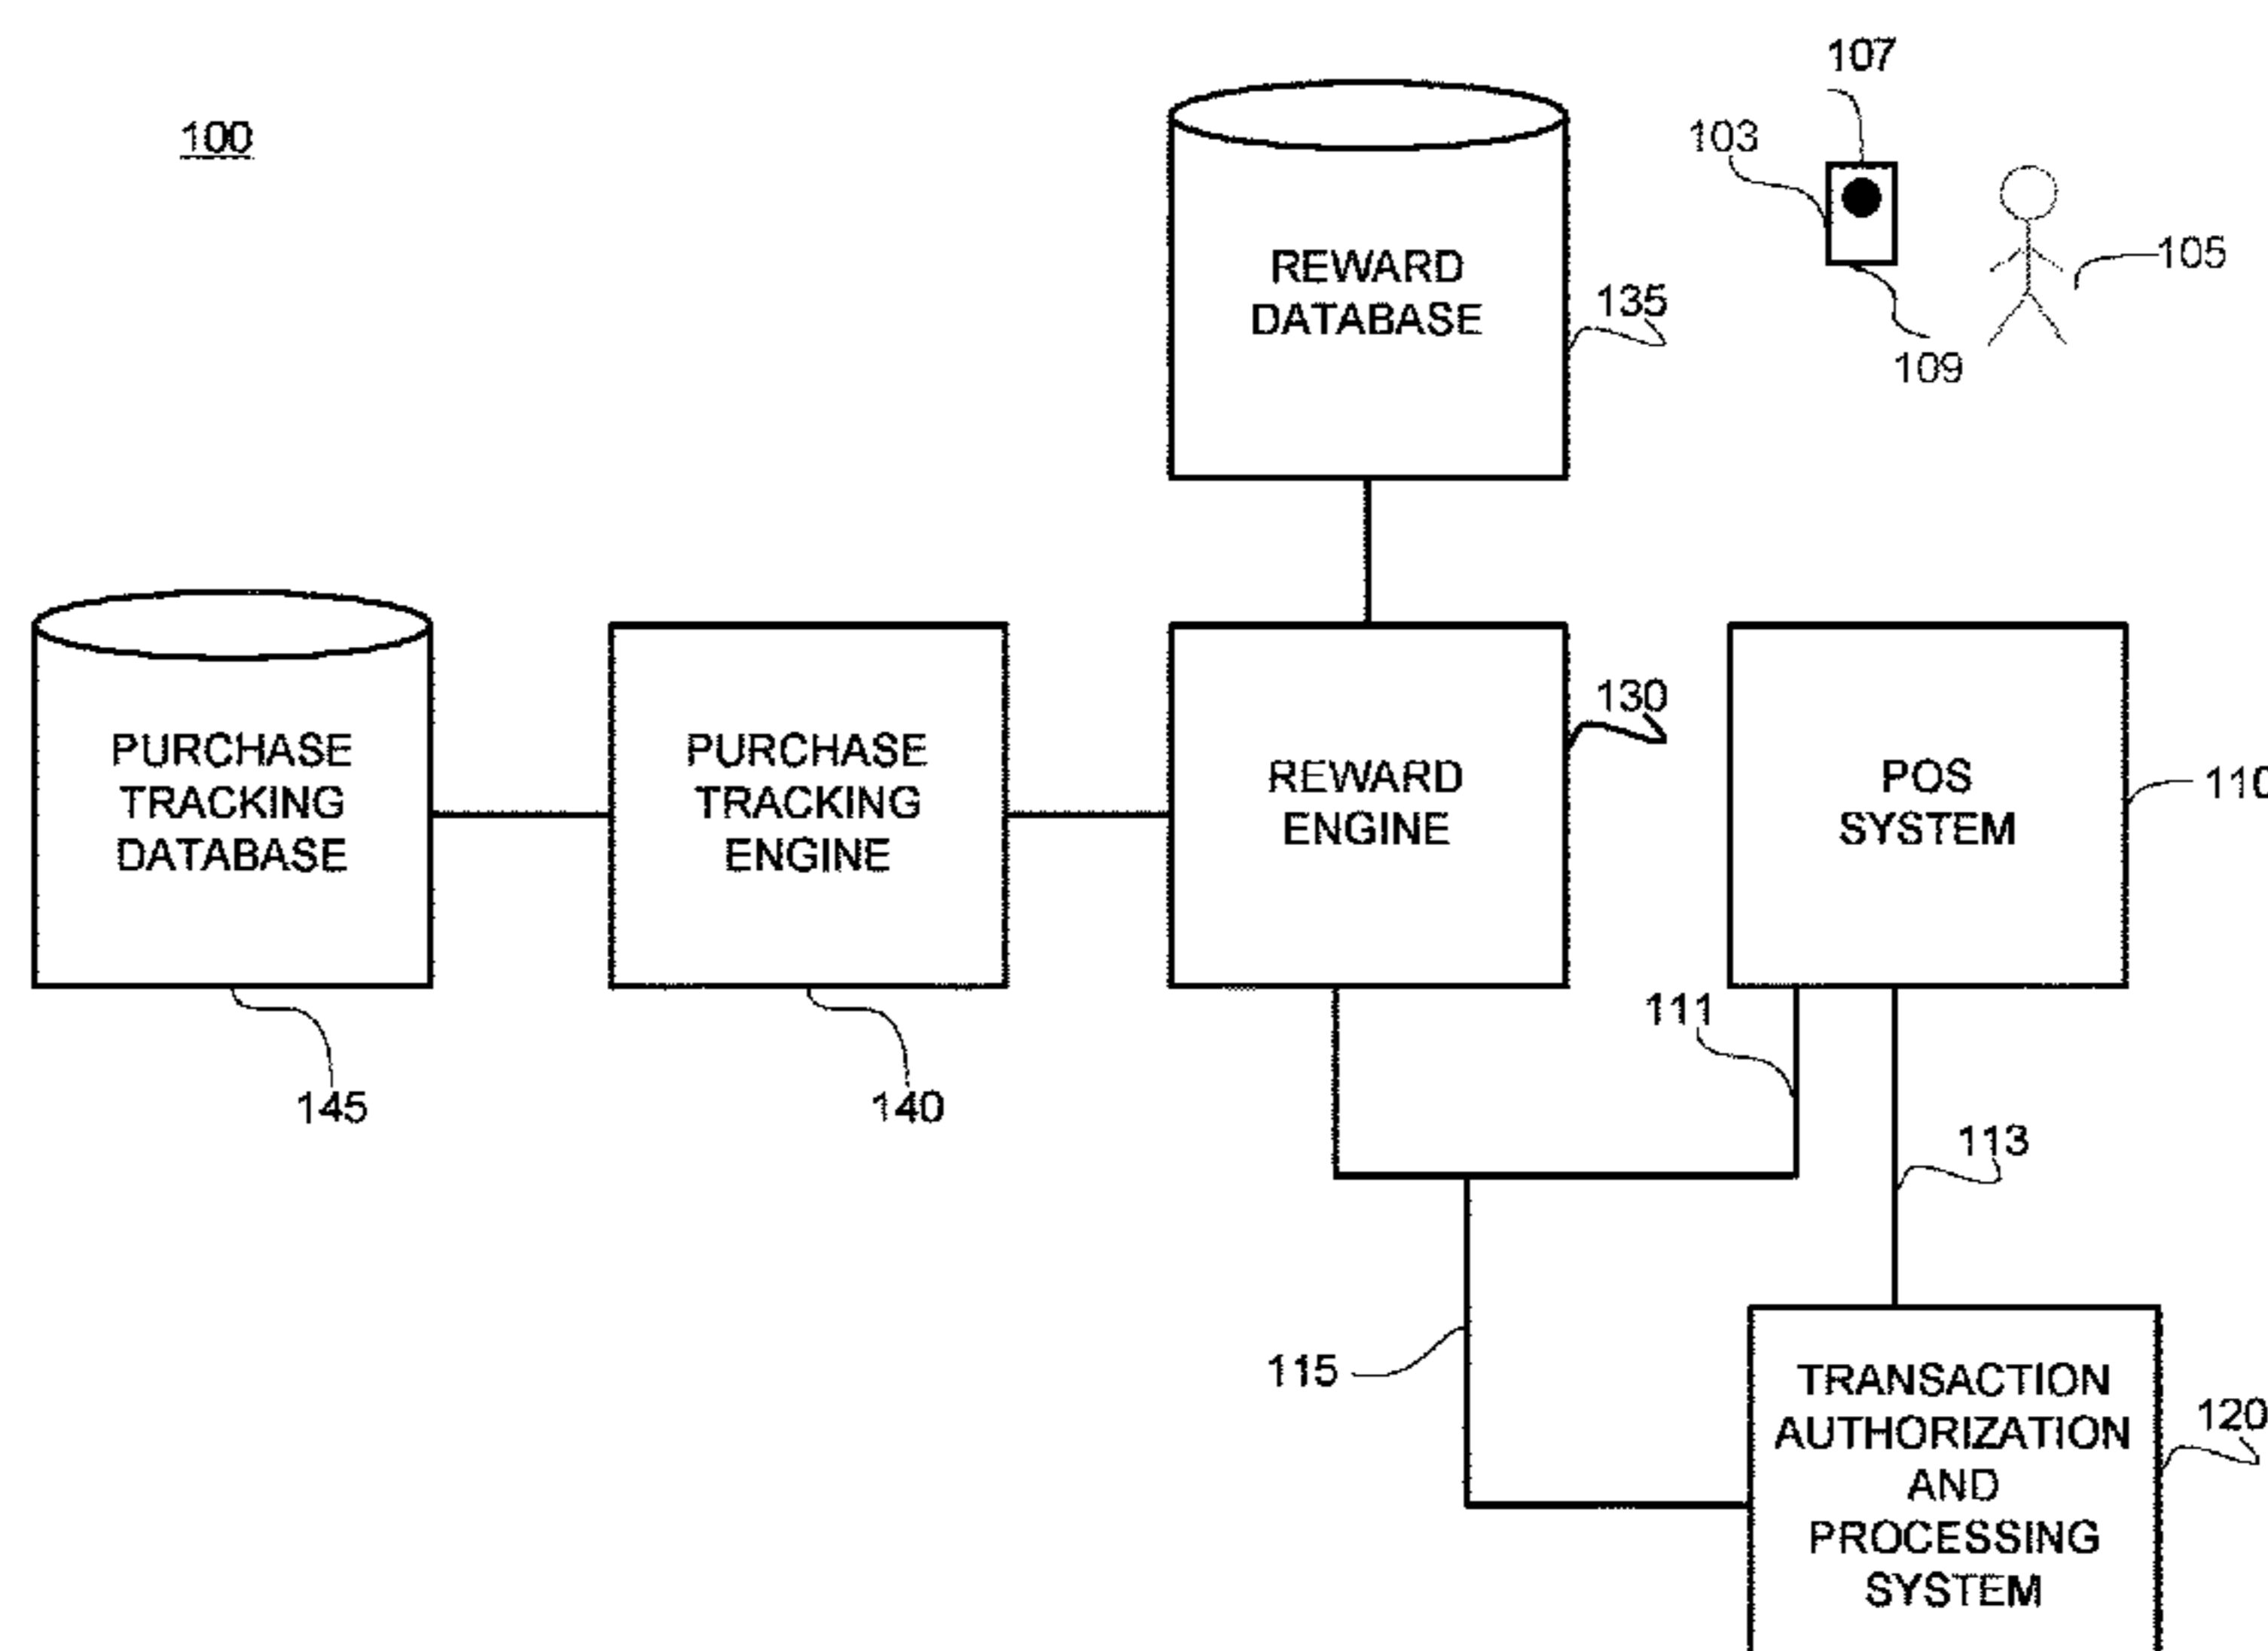 107
100
103
REWARD
DATABASE
105
135
109
130
PURCHASE
TRACKING
DATABASE
PURCHASE
TRACKING
ENGINE
REWARD
ENGINE
POS
SYSTEM
110
111
145
140
113
115
TRANSACTION
AUTHORIZATION
AND
PROCESSING
SYSTEM
120